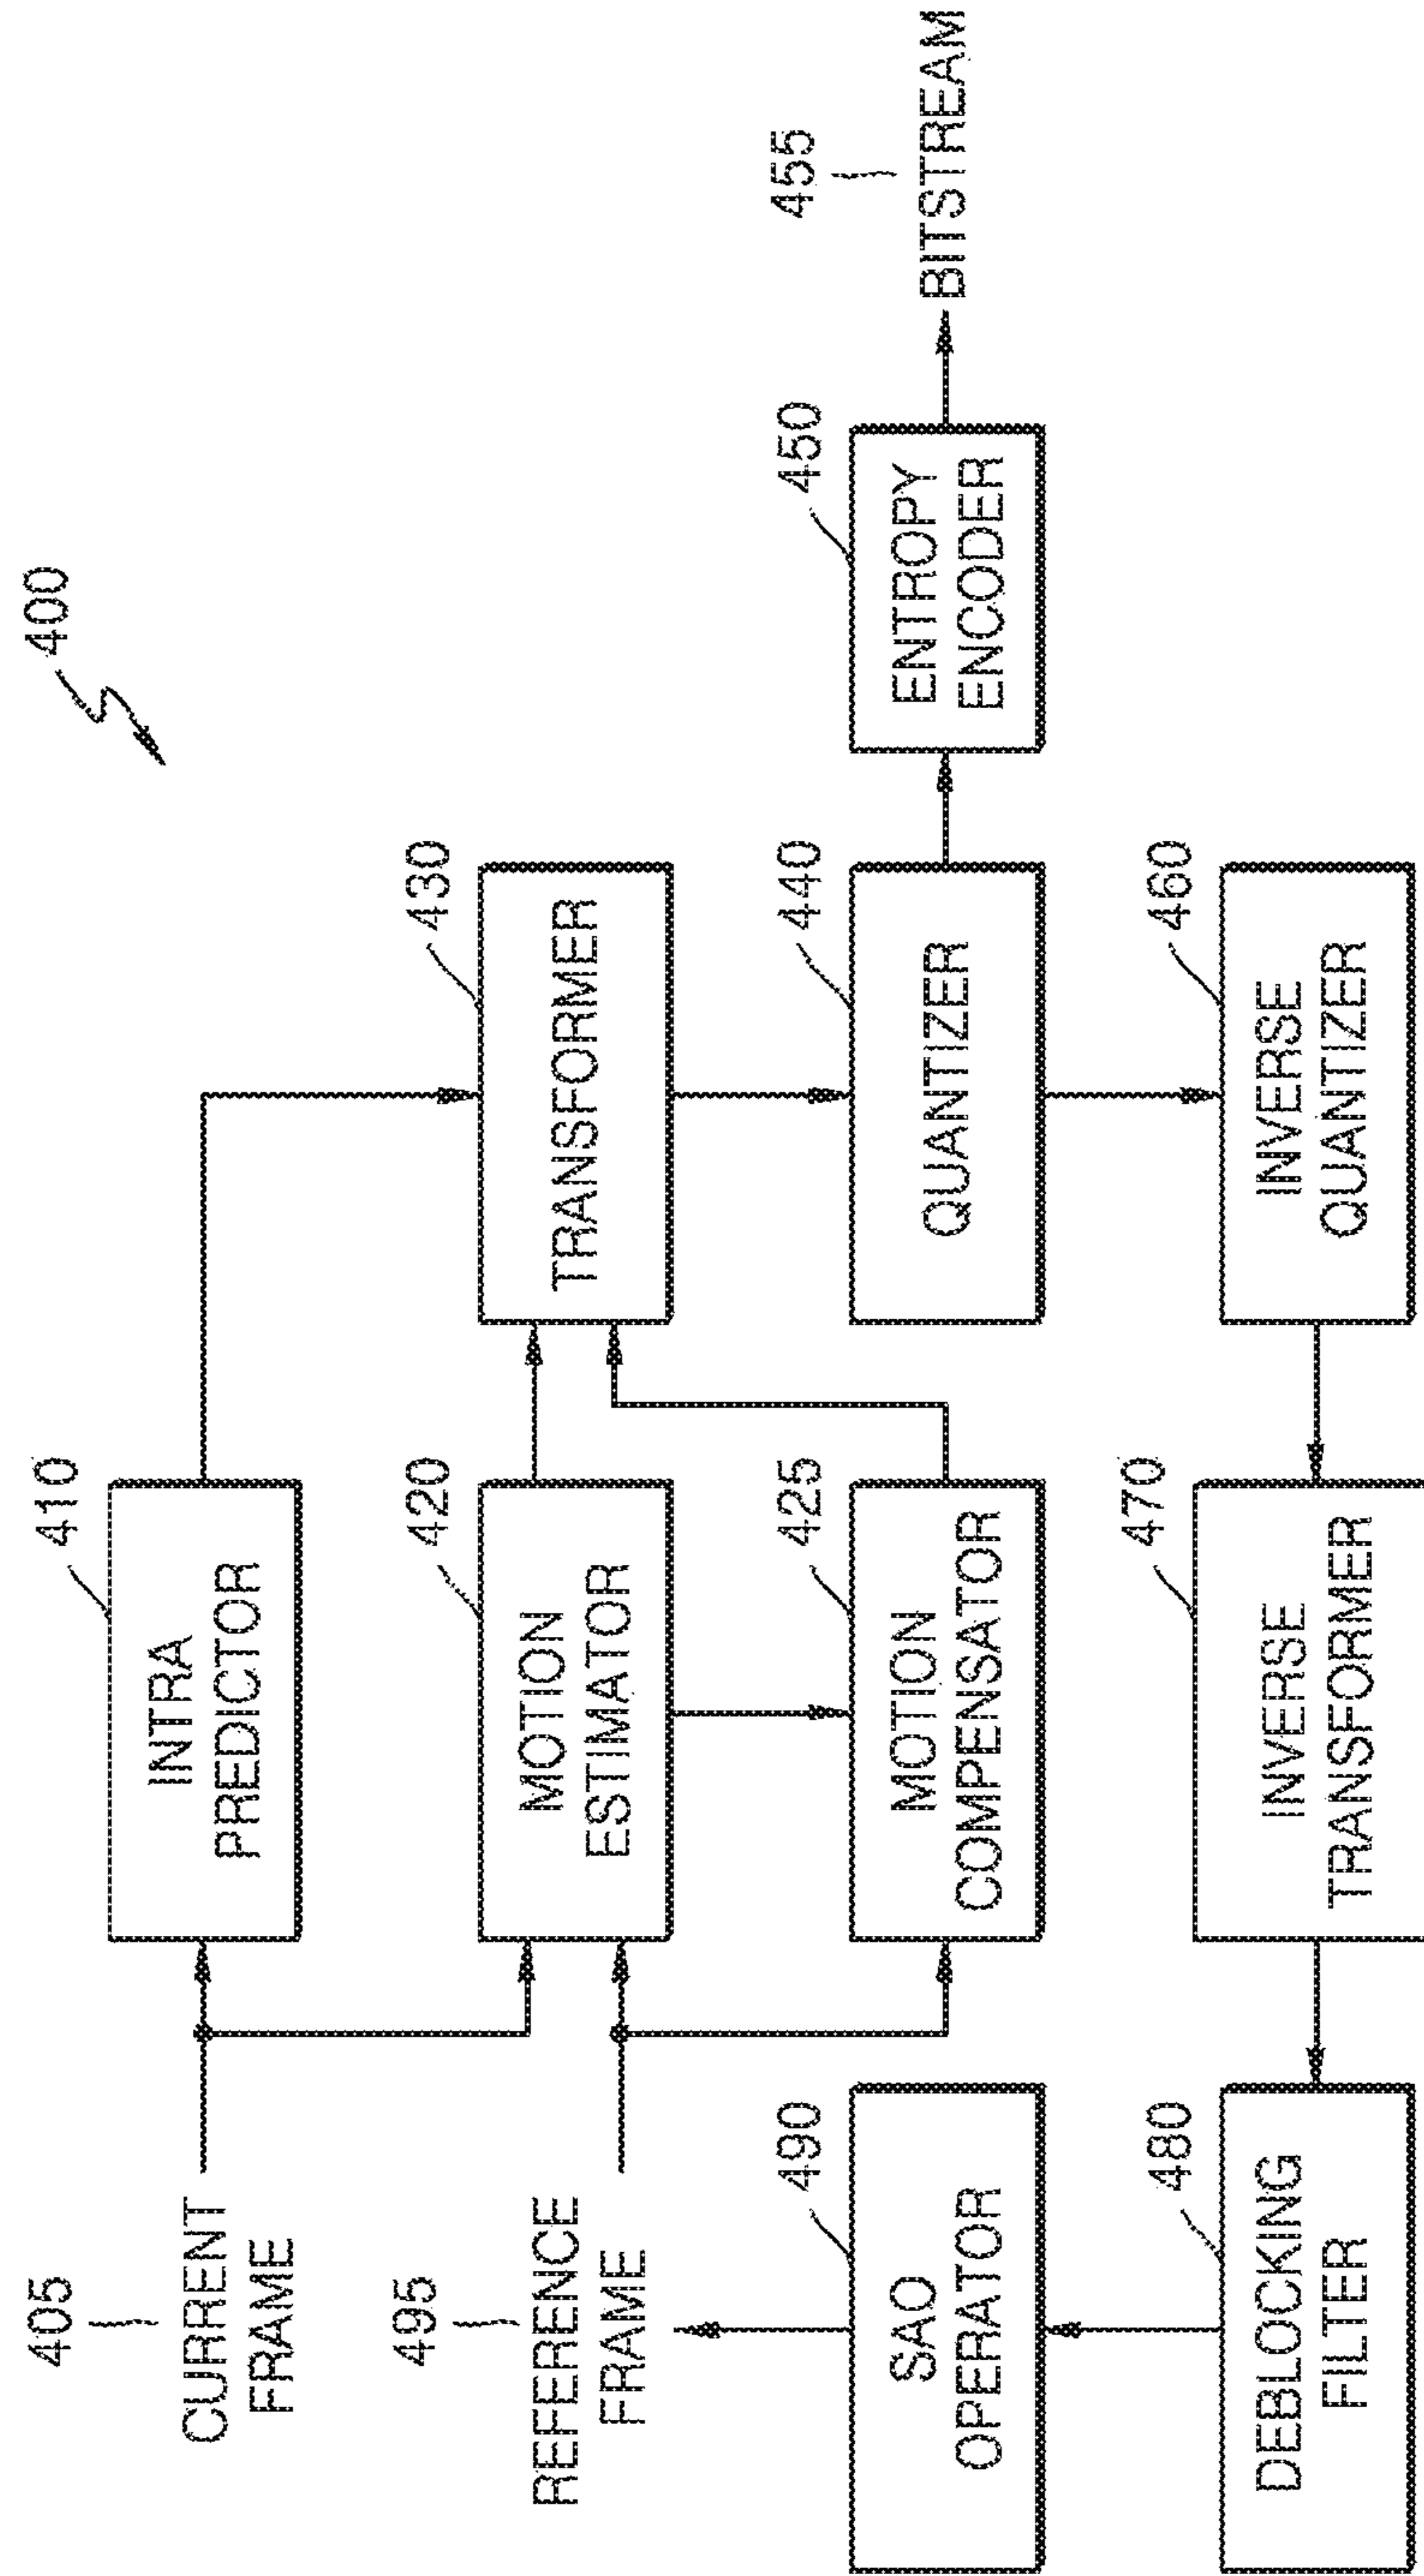 400
405
CURRENT
FRAME
410
INTRA
PREDICTOR
495
REFERENCE
FRAME
420
MOTION
ESTIMATOR
430
TRANSFORMER
490
SAO
OPERATOR
425
MOTION
COMPENSATOR
440
QUANTIZER
450
ENTROPY
ENCODER
455
BITSTREAM
480
DEBLOCKING
FILTER
470
INVERSE
TRANSFORMER
460
INVERSE
QUANTIZER